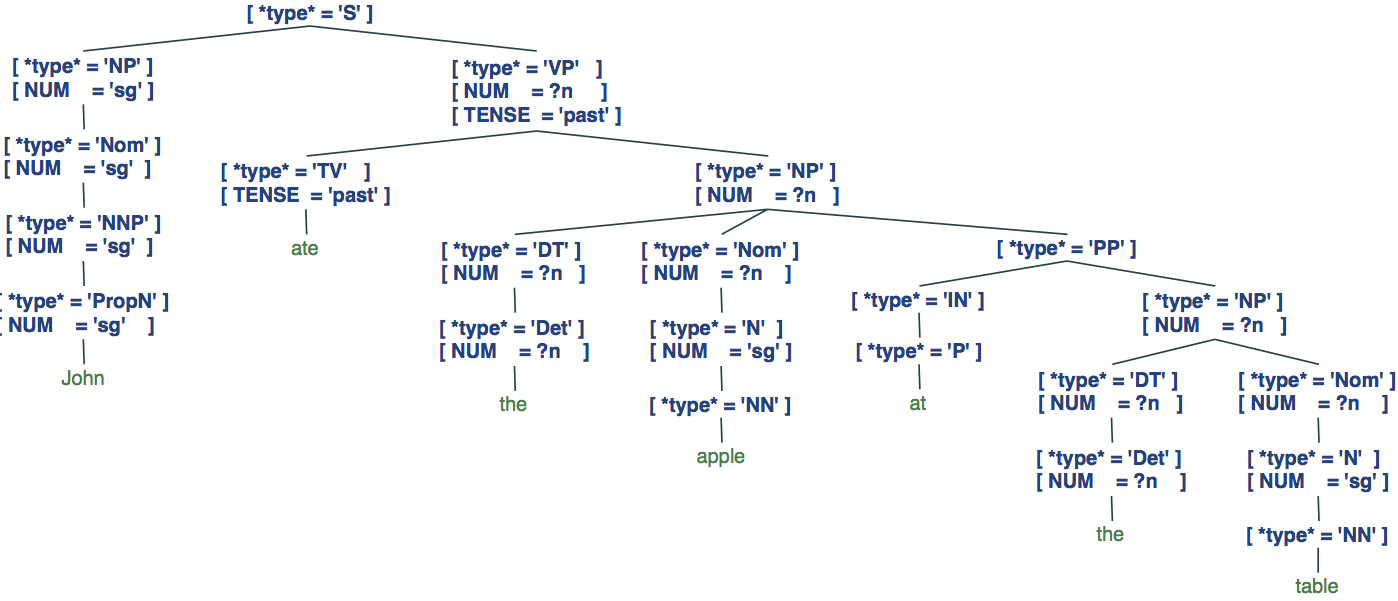 [ *type* = 'S' ]
[ *type* = 'NP' ]
[ NUM = 'sg' ]
[ *type* = 'VP' ]
[ NUM = ?n ]
[ TENSE = 'past' ]
[ *type* = 'Nom' ]
[ NUM = 'sg' ]
[ *type* = 'TV' ]
[ TENSE = 'past' ]
[ *type* = 'NP' ]
[ NUM = ?n ]
[ *type* = 'NNP' ]
[ NUM = 'sg' ]
ate
[ *type* = 'DT' ]
[ NUM = ?n ]
[ *type* = 'Nom' ]
[ NUM = ?n ]
[ *type* = 'PP' ]
[ *type* = 'PropN' ]
[ NUM = 'sg' ]
[ *type* = 'Det' ]
[ NUM = ?n ]
[ *type* = 'N' ]
[ NUM = 'sg' ]
[ *type* = 'IN' ]
[ *type* = 'NP' ]
[ NUM = ?n ]
[ *type* = 'P' ]
John
the
[ *type* = 'NN' ]
at
[ *type* = 'DT' ]
[ NUM = ?n ]
[ *type* = 'Nom' ]
[ NUM = ?n ]
apple
[ *type* = 'Det' ]
[ NUM = ?n ]
[ *type* = 'N' ]
[ NUM = 'sg' ]
the
[ *type* = 'NN' ]
table